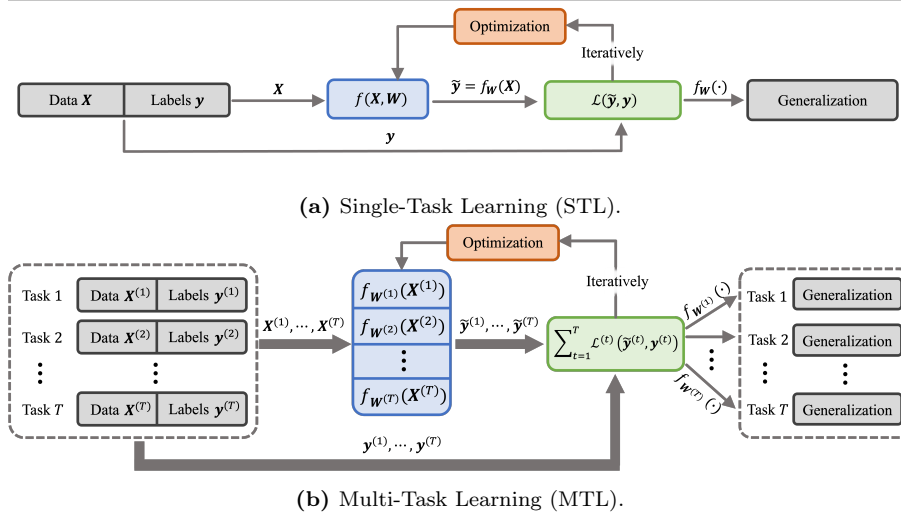 Optimization
Iteratively
Data X Labels y
X
f(X, W)
ỹ = f_W(X)
ℒ(ỹ, y)
f_W(·)
Generalization
y
(a) Single-Task Learning (STL).
Optimization
Iteratively
Task 1 Data X^(1) Labels y^(1)
Task 2 Data X^(2) Labels y^(2)
⋮ ⋮
Task T Data X^(T) Labels y^(T)
X^(1), ⋯, X^(T)
f_W^(1)(X^(1))
f_W^(2)(X^(2))
⋮
f_W^(T)(X^(T))
ỹ^(1), ⋯, ỹ^(T)
∑_{t=1}^T ℒ^(t)(ỹ^(t), y^(t))
f_W^(1)(·)
⋮
f_W^(T)(·)
Task 1 Generalization
Task 2 Generalization
⋮ ⋮
Task T Generalization
y^(1), ⋯, y^(T)
(b) Multi-Task Learning (MTL).